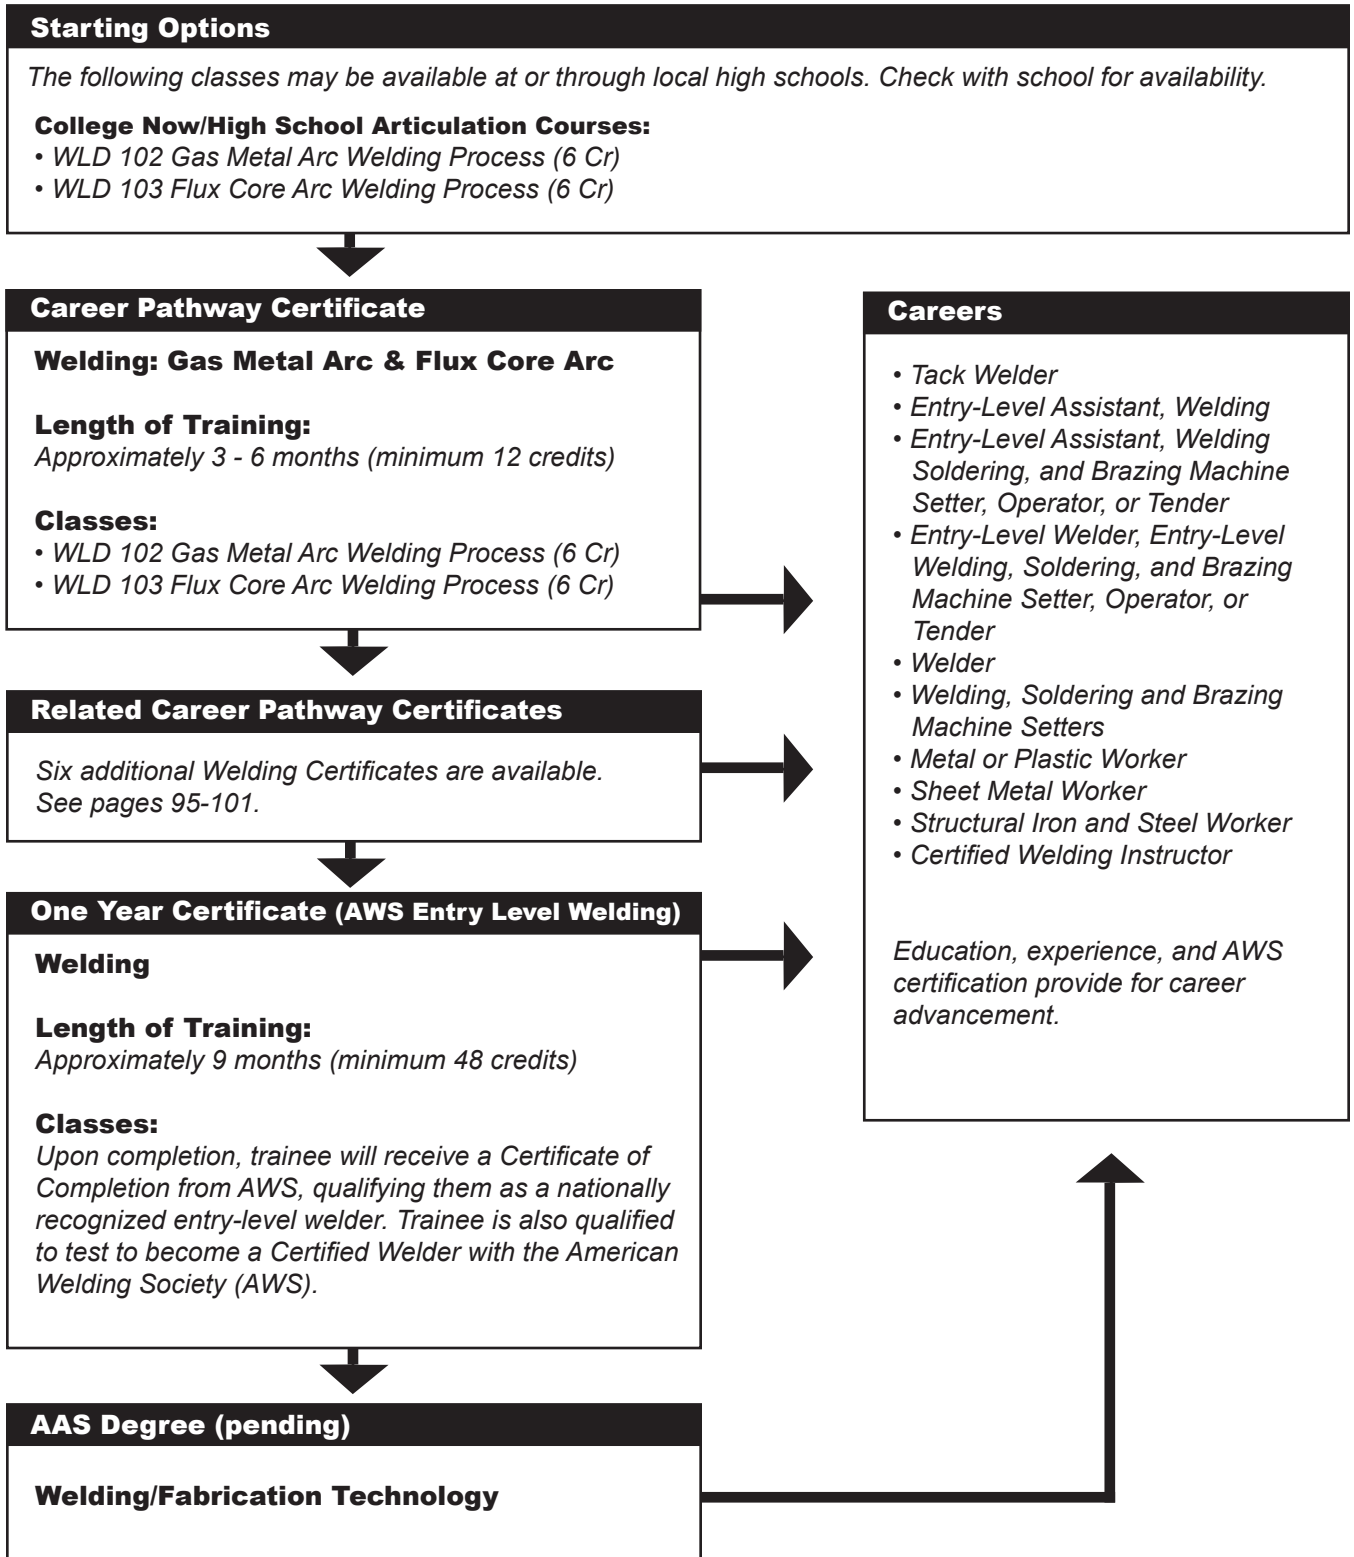 Starting Options
The following classes may be available at or through local high schools. Check with school for availability.
College Now/High School Articulation Courses:
• WLD 102 Gas Metal Arc Welding Process (6 Cr)
• WLD 103 Flux Core Arc Welding Process (6 Cr)
Career Pathway Certificate
Welding: Gas Metal Arc & Flux Core Arc
Length of Training:
Approximately 3 - 6 months (minimum 12 credits)
Classes:
• WLD 102 Gas Metal Arc Welding Process (6 Cr)
• WLD 103 Flux Core Arc Welding Process (6 Cr)
Related Career Pathway Certificates
Six additional Welding Certificates are available.
See pages 95-101.
One Year Certificate (AWS Entry Level Welding)
Welding
Length of Training:
Approximately 9 months (minimum 48 credits)
Classes:
Upon completion, trainee will receive a Certificate of
Completion from AWS, qualifying them as a nationally
recognized entry-level welder. Trainee is also qualified
to test to become a Certified Welder with the American
Welding Society (AWS).
AAS Degree (pending)
Welding/Fabrication Technology
Careers
• Tack Welder
• Entry-Level Assistant, Welding
• Entry-Level Assistant, Welding
Soldering, and Brazing Machine
Setter, Operator, or Tender
• Entry-Level Welder, Entry-Level
Welding, Soldering, and Brazing
Machine Setter, Operator, or
Tender
• Welder
• Welding, Soldering and Brazing
Machine Setters
• Metal or Plastic Worker
• Sheet Metal Worker
• Structural Iron and Steel Worker
• Certified Welding Instructor
Education, experience, and AWS
certification provide for career
advancement.